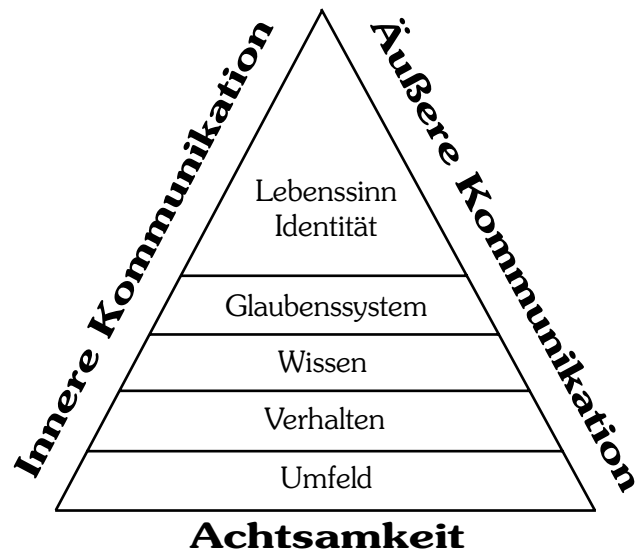 Innere Kommunikation
Äußere Kommunikation
Lebenssinn
Identität
Glaubenssystem
Wissen
Verhalten
Umfeld
Achtsamkeit